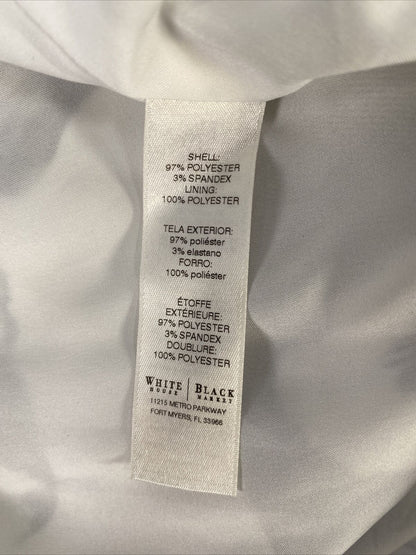 SHELL:
97% POLYESTER
3% SPANDEX
LINING:
100% POLYESTER
TELA EXTERIOR:
97% poliéster
3% elastano
FORRO:
100% poliéster
ÉTOFFE
EXTÉRIEURE:
97% POLYESTER
3% SPANDEX
DOUBLURE:
100% POLYESTER
WHITE | BLACK
HOUSE | MARKET
11215 METRO PARKWAY
FORT MYERS, FL 33966